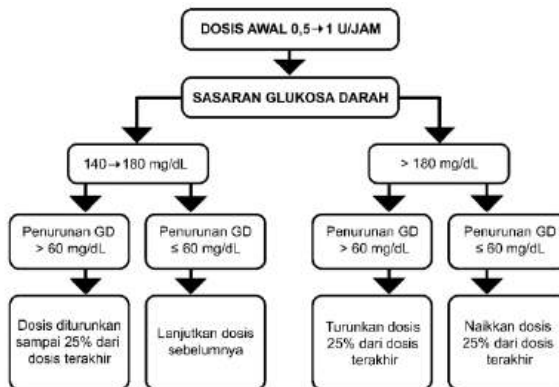 DOSIS AWAL 0,5→1 U/JAM
SASARAN GLUKOSA DARAH
140→180 mg/dL
> 180 mg/dL
Penurunan GD
> 60 mg/dL
Penurunan GD
≤ 60 mg/dL
Penurunan GD
> 60 mg/dL
Penurunan GD
≤ 60 mg/dL
Dosis diturunkan
sampai 25% dari
dosis terakhir
Lanjutkan dosis
sebelumnya
Turunkan dosis
25% dari dosis
terakhir
Naikkan dosis
25% dari dosis
terakhir